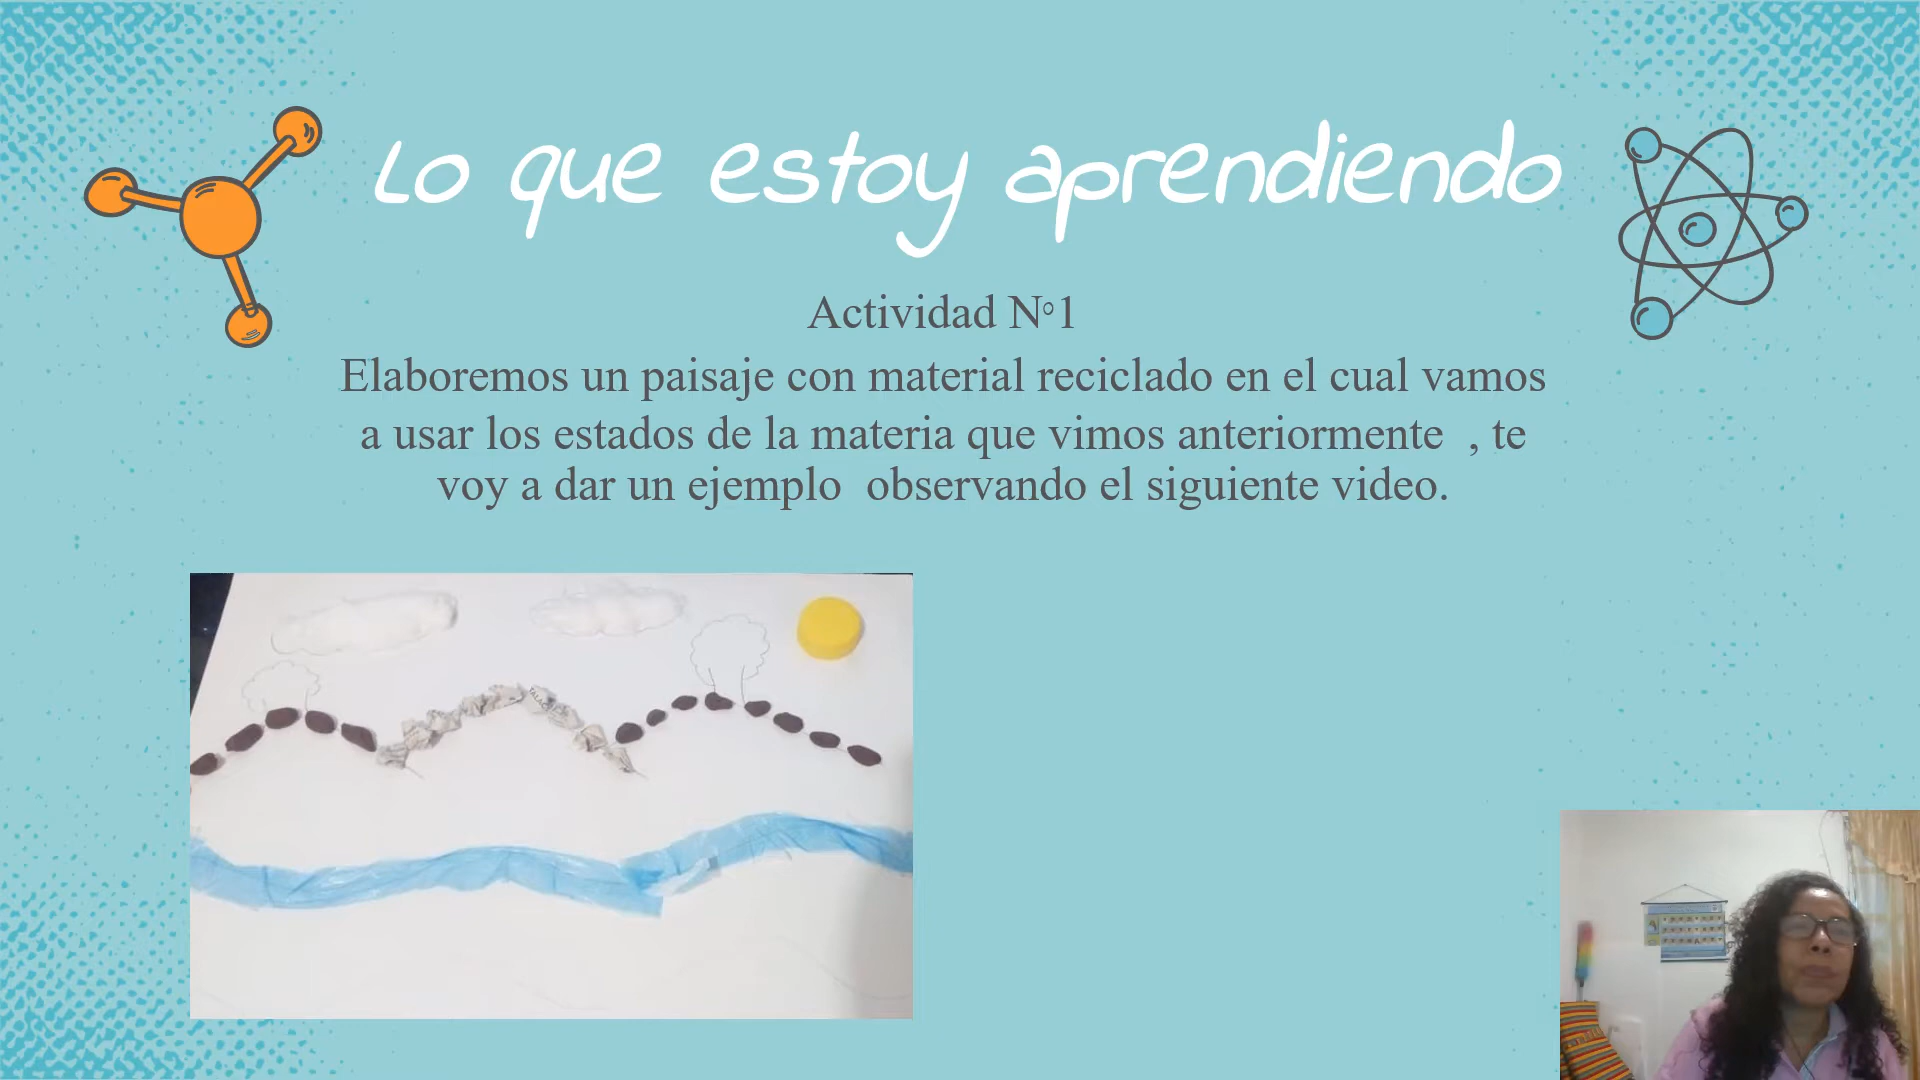 Lo que estoy aprendiendo
Actividad Nº1
Elaboremos un paisaje con material reciclado en el cual vamos
a usar los estados de la materia que vimos anteriormente , te
voy a dar un ejemplo observando el siguiente video.